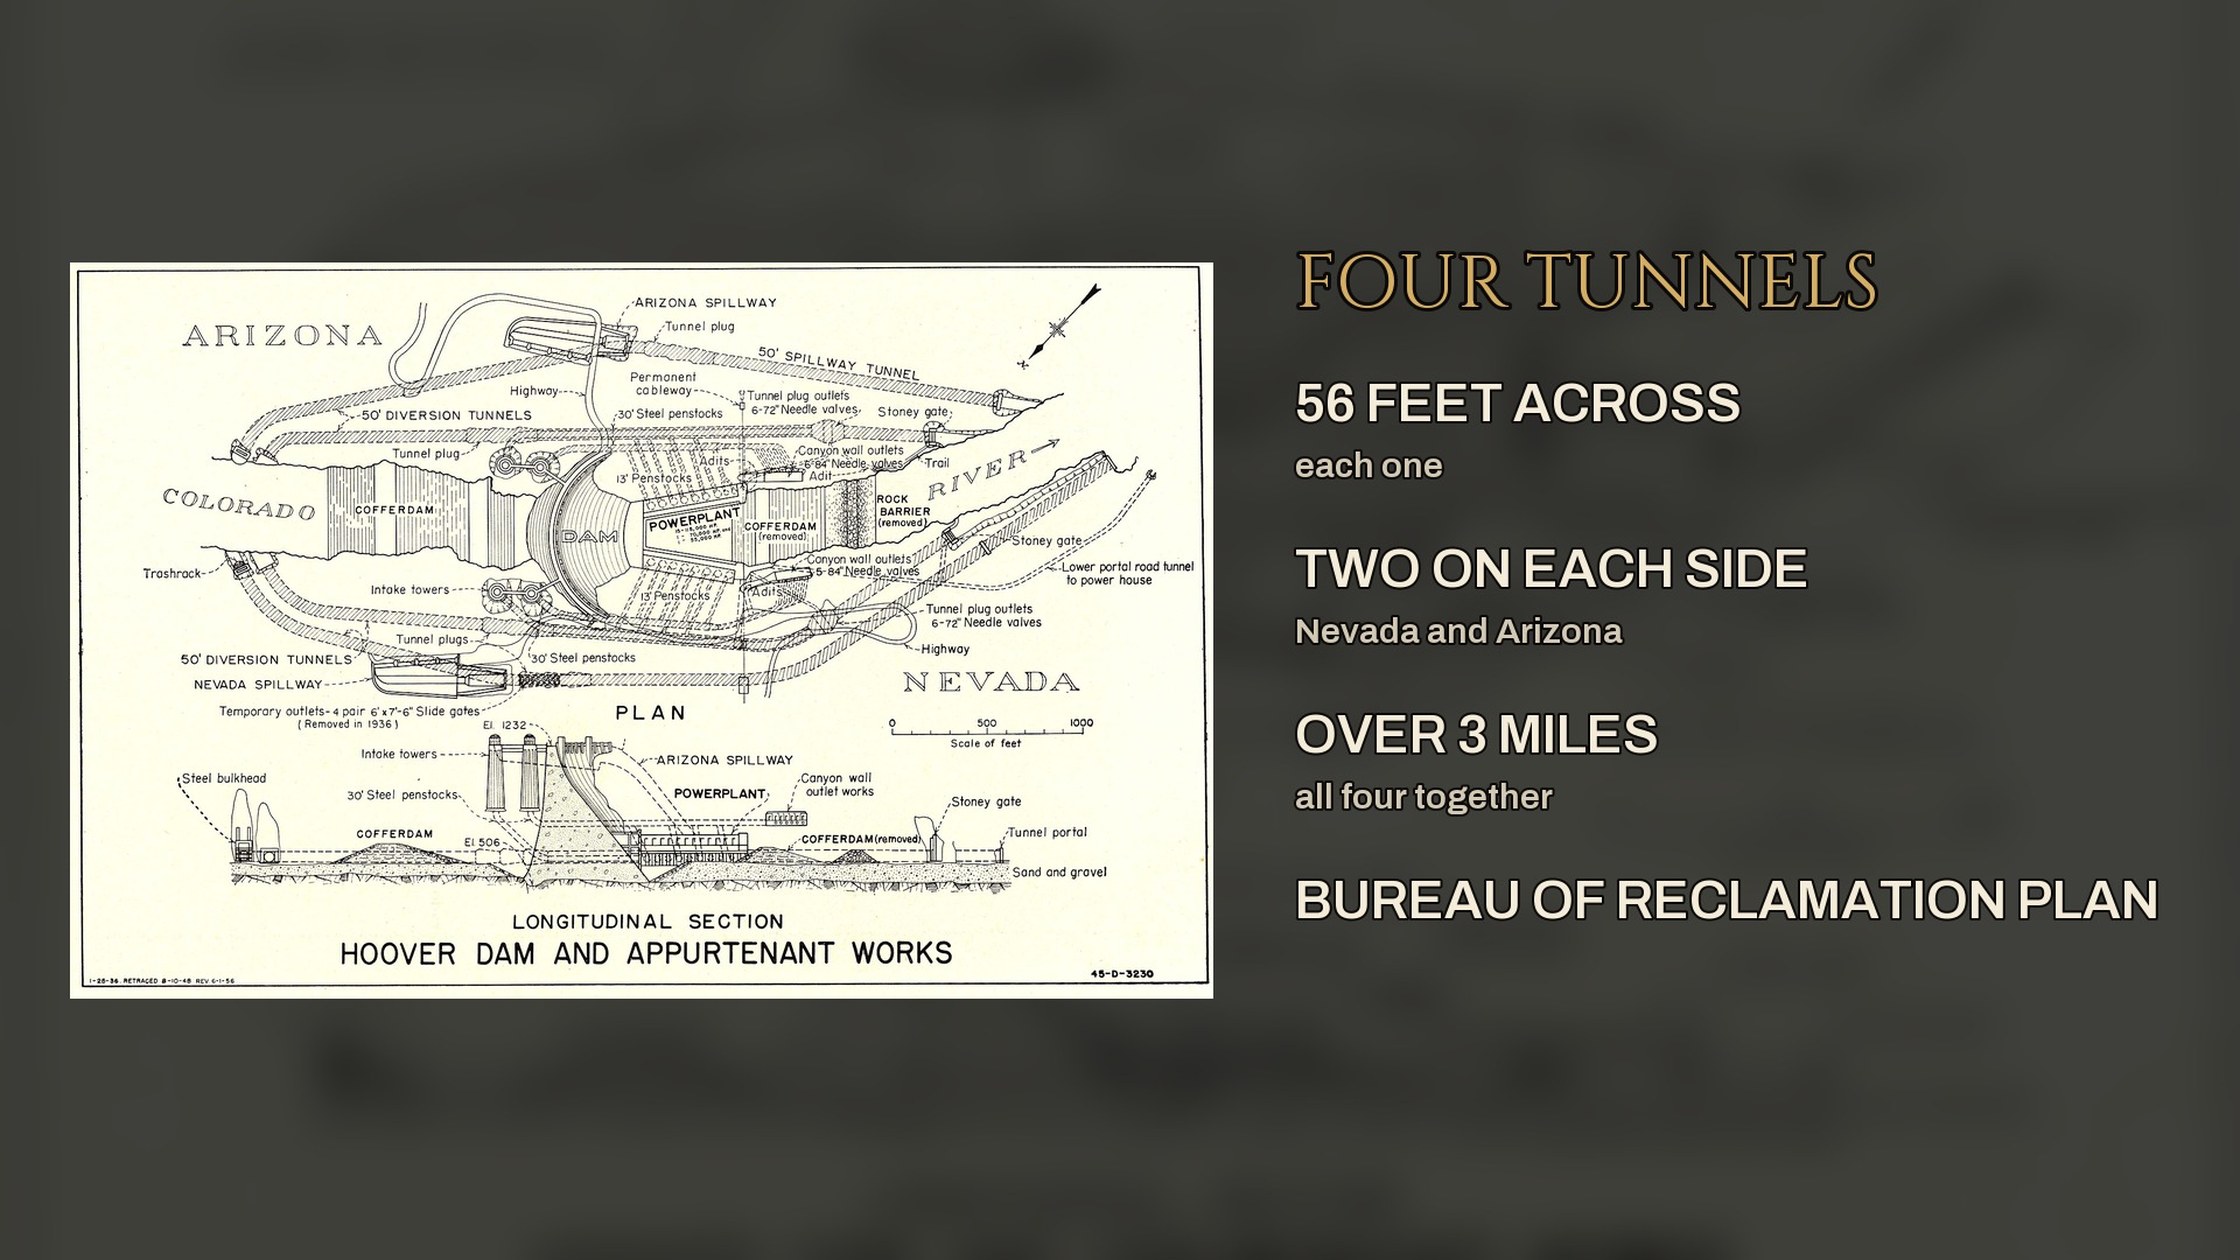 ARIZONA
ARIZONA SPILLWAY
Tunnel plug
50' SPILLWAY TUNNEL
Permanent
cableway
Highway
Tunnel plug outlets
6-72" Needle valves
50' DIVERSION TUNNELS
30' Steel penstocks
Stoney gate
Tunnel plug
Canyon wall outlets
6-84" Needle valves
Adits
Adit
Trail
13' Penstocks
RIVER
COLORADO
COFFERDAM
DAM
POWERPLANT
COFFERDAM
(removed)
ROCK
BARRIER
(removed)
Stoney gate
Canyon wall outlets
5-84" Needle valves
Lower portal road tunnel
to power house
Trashrack
Intake towers
13' Penstocks
Adits
Tunnel plug outlets
6-72" Needle valves
Tunnel plugs
Highway
50' DIVERSION TUNNELS
30' Steel penstocks
NEVADA SPILLWAY
NEVADA
Temporary outlets-4 pair 6'x7'-6" Slide gates
(Removed in 1936)
PLAN
0 500 1000
Scale of feet
El. 1232
Intake towers
ARIZONA SPILLWAY
Steel bulkhead
Canyon wall
outlet works
30' Steel penstocks
POWERPLANT
Stoney gate
COFFERDAM
El. 506
COFFERDAM (removed)
Tunnel portal
Sand and gravel
LONGITUDINAL SECTION
HOOVER DAM AND APPURTENANT WORKS
45-D-3230
FOUR TUNNELS
56 FEET ACROSS
each one
TWO ON EACH SIDE
Nevada and Arizona
OVER 3 MILES
all four together
BUREAU OF RECLAMATION PLAN